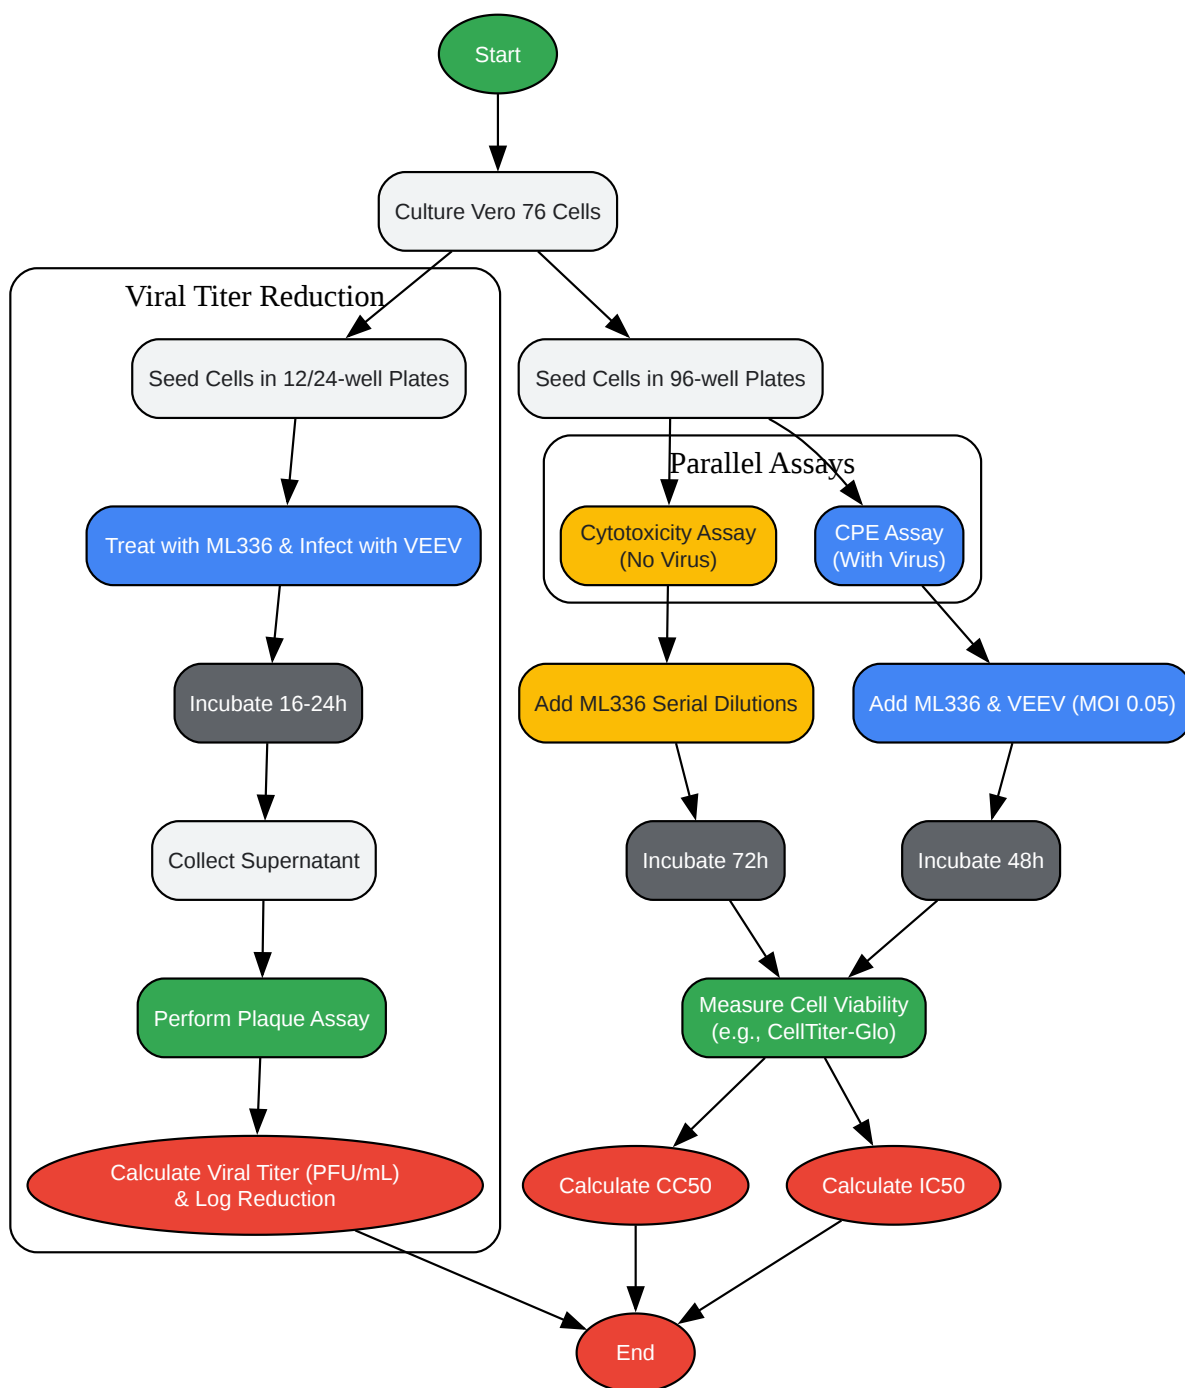 Start
Culture Vero 76 Cells
Viral Titer Reduction
Seed Cells in 12/24-well Plates
Seed Cells in 96-well Plates
Parallel Assays
Treat with ML336 & Infect with VEEV
Cytotoxicity Assay
(No Virus)
CPE Assay
(With Virus)
Incubate 16-24h
Add ML336 Serial Dilutions
Add ML336 & VEEV (MOI 0.05)
Collect Supernatant
Incubate 72h
Incubate 48h
Perform Plaque Assay
Measure Cell Viability
(e.g., CellTiter-Glo)
Calculate Viral Titer (PFU/mL)
& Log Reduction
Calculate CC50
Calculate IC50
End